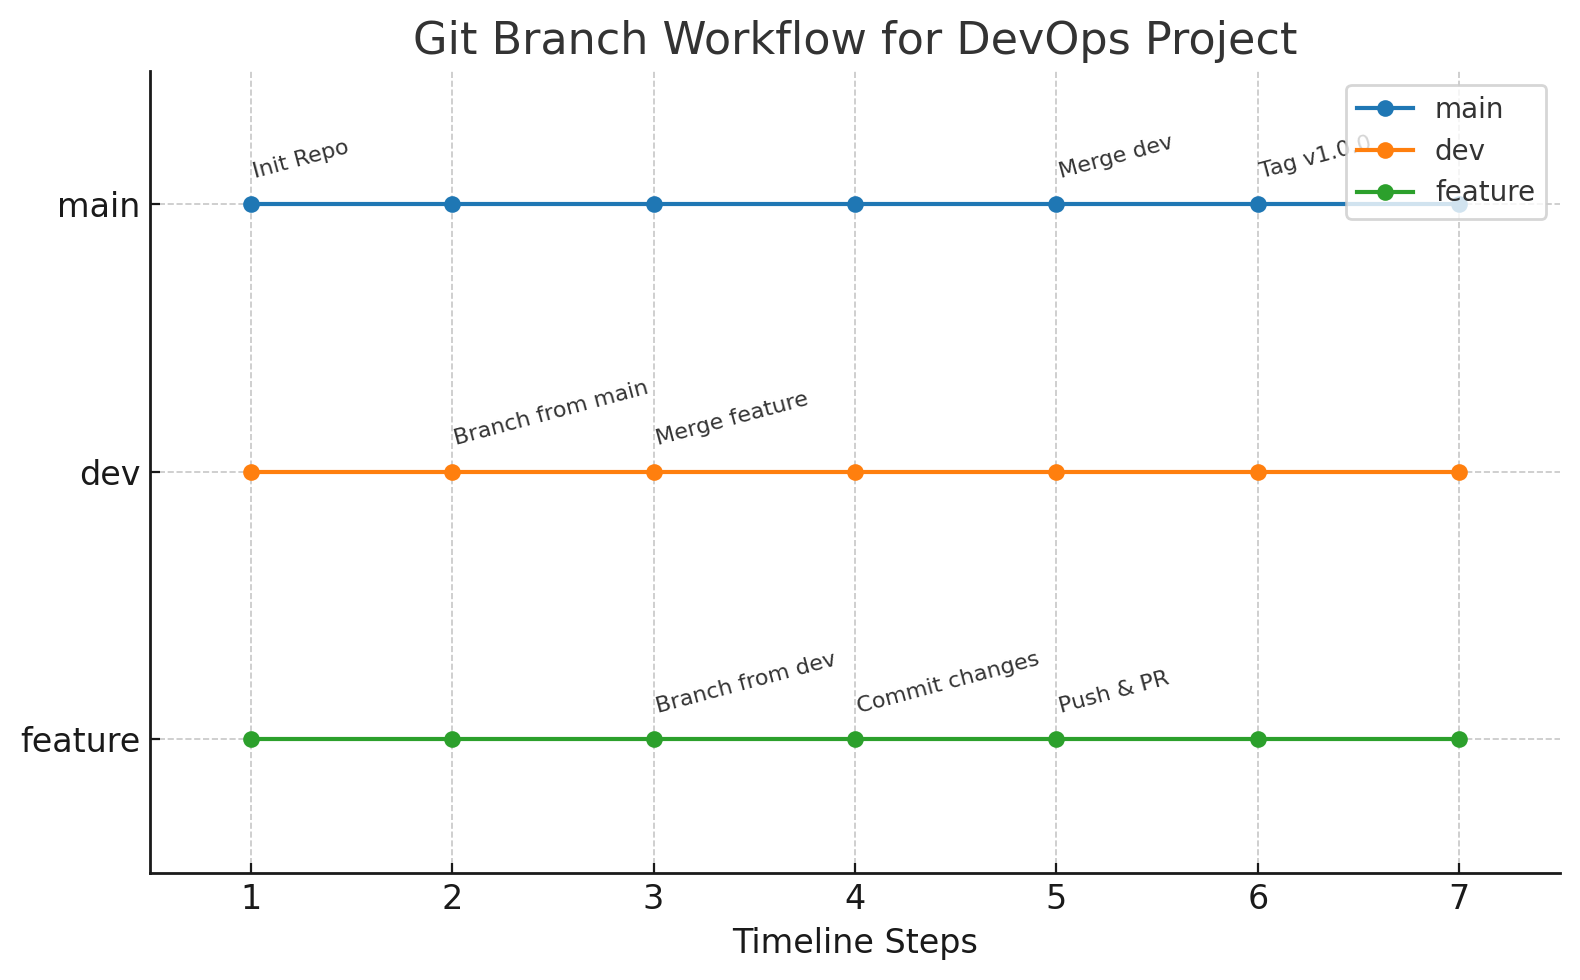 Git Branch Workflow for DevOps Project
main
dev
feature
Init Repo
Merge dev
Tag v1.0.0
main
Branch from main
Merge feature
dev
Branch from dev
Commit changes
Push & PR
feature
1 2 3 4 5 6 7
Timeline Steps